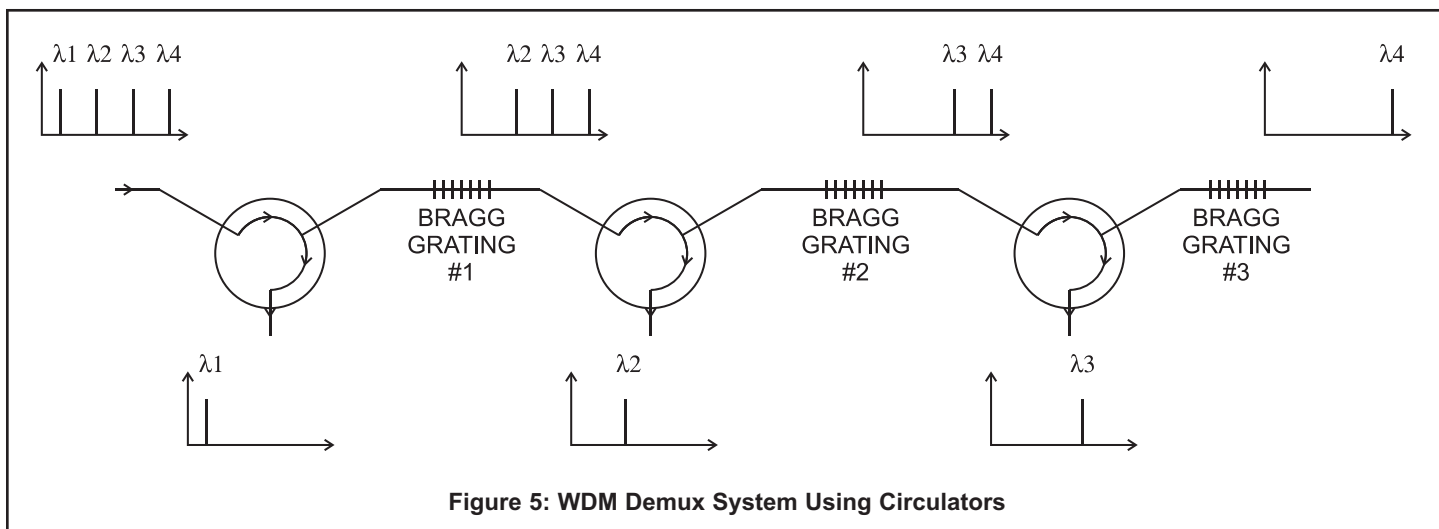 λ1 λ2 λ3 λ4
λ2 λ3 λ4
λ3 λ4
λ4
BRAGG
GRATING
#1
BRAGG
GRATING
#2
BRAGG
GRATING
#3
λ1
λ2
λ3
Figure 5: WDM Demux System Using Circulators